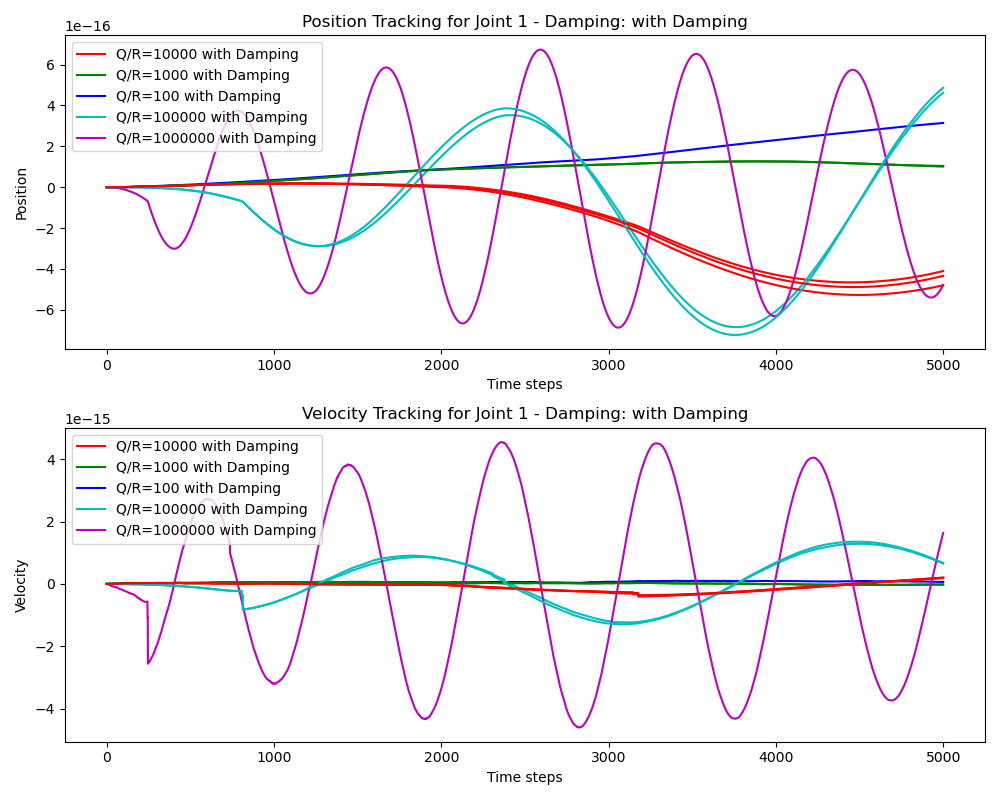 Position Tracking for Joint 1 - Damping: with Damping
1e−16
Q/R=10000 with Damping
Q/R=1000 with Damping
Q/R=100 with Damping
Q/R=100000 with Damping
Q/R=1000000 with Damping
6
4
2
0
−2
−4
−6
Position
0 1000 2000 3000 4000 5000
Time steps
Velocity Tracking for Joint 1 - Damping: with Damping
1e−15
Q/R=10000 with Damping
Q/R=1000 with Damping
Q/R=100 with Damping
Q/R=100000 with Damping
Q/R=1000000 with Damping
4
2
0
−2
−4
Velocity
0 1000 2000 3000 4000 5000
Time steps